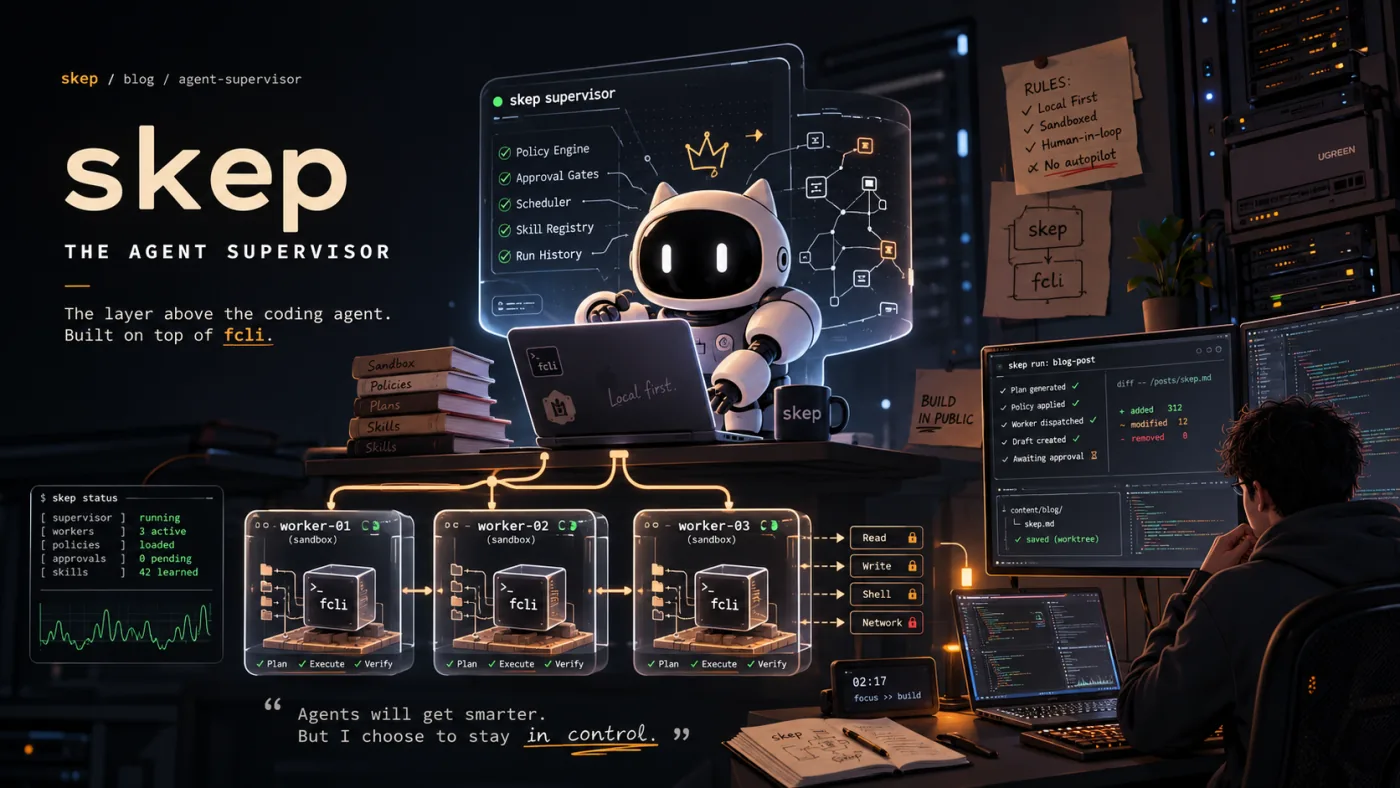 skep / blog / agent-supervisor
skep
THE AGENT SUPERVISOR
The layer above the coding agent.
Built on top of fcli.
skep supervisor
Policy Engine
Approval Gates
Scheduler
Skill Registry
Run History
RULES:
✓ Local First
✓ Sandboxed
✓ Human-in-loop
✗ No autopilot
UGREEN
skep
fcli
Sandbox
Policies
Plans
Skills
Skills
>_
fcli
Local first.
skep
BUILD
IN PUBLIC
skep run: blog-post
✓ Plan generated ✓
✓ Policy applied ✓
✓ Worker dispatched ✓
✓ Draft created ✓
✓ Awaiting approval
diff -- /posts/skep.md
+ added 312
~ modified 12
- removed 0
content/blog/
skep.md
✓ saved (worktree)
$ skep status
[ supervisor ] running
[ workers ] 3 active
[ policies ] loaded
[ approvals ] 0 pending
[ skills ] 42 learned
worker-01
(sandbox)
>_
fcli
✓ Plan ✓ Execute ✓ Verify
worker-02
(sandbox)
>_
fcli
✓ Plan ✓ Execute ✓ Verify
worker-03
(sandbox)
>_
fcli
✓ Plan ✓ Execute ✓ Verify
Read
Write
Shell
Network
02:17
focus >> build
skep
“ Agents will get smarter.
But I choose to stay in control. ”